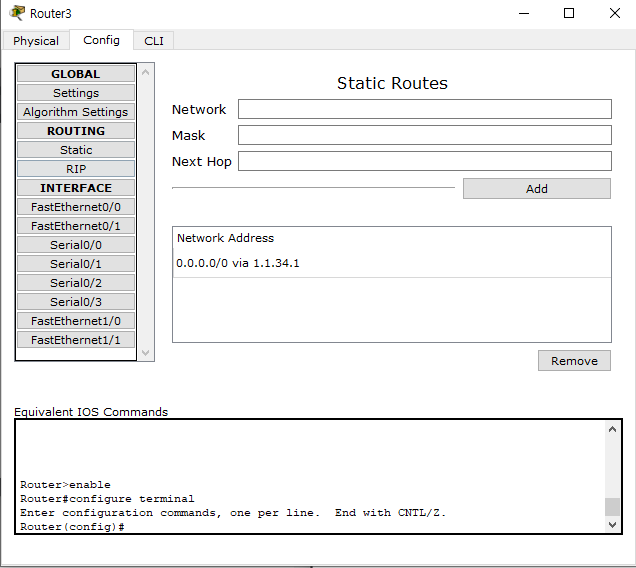 Router3
Physical Config CLI
GLOBAL
Settings
Algorithm Settings
ROUTING
Static
RIP
INTERFACE
FastEthernet0/0
FastEthernet0/1
Serial0/0
Serial0/1
Serial0/2
Serial0/3
FastEthernet1/0
FastEthernet1/1
Static Routes
Network
Mask
Next Hop
Add
Network Address
0.0.0.0/0 via 1.1.34.1
Remove
Equivalent IOS Commands
Router>enable
Router#configure terminal
Enter configuration commands, one per line.  End with CNTL/Z.
Router(config)#